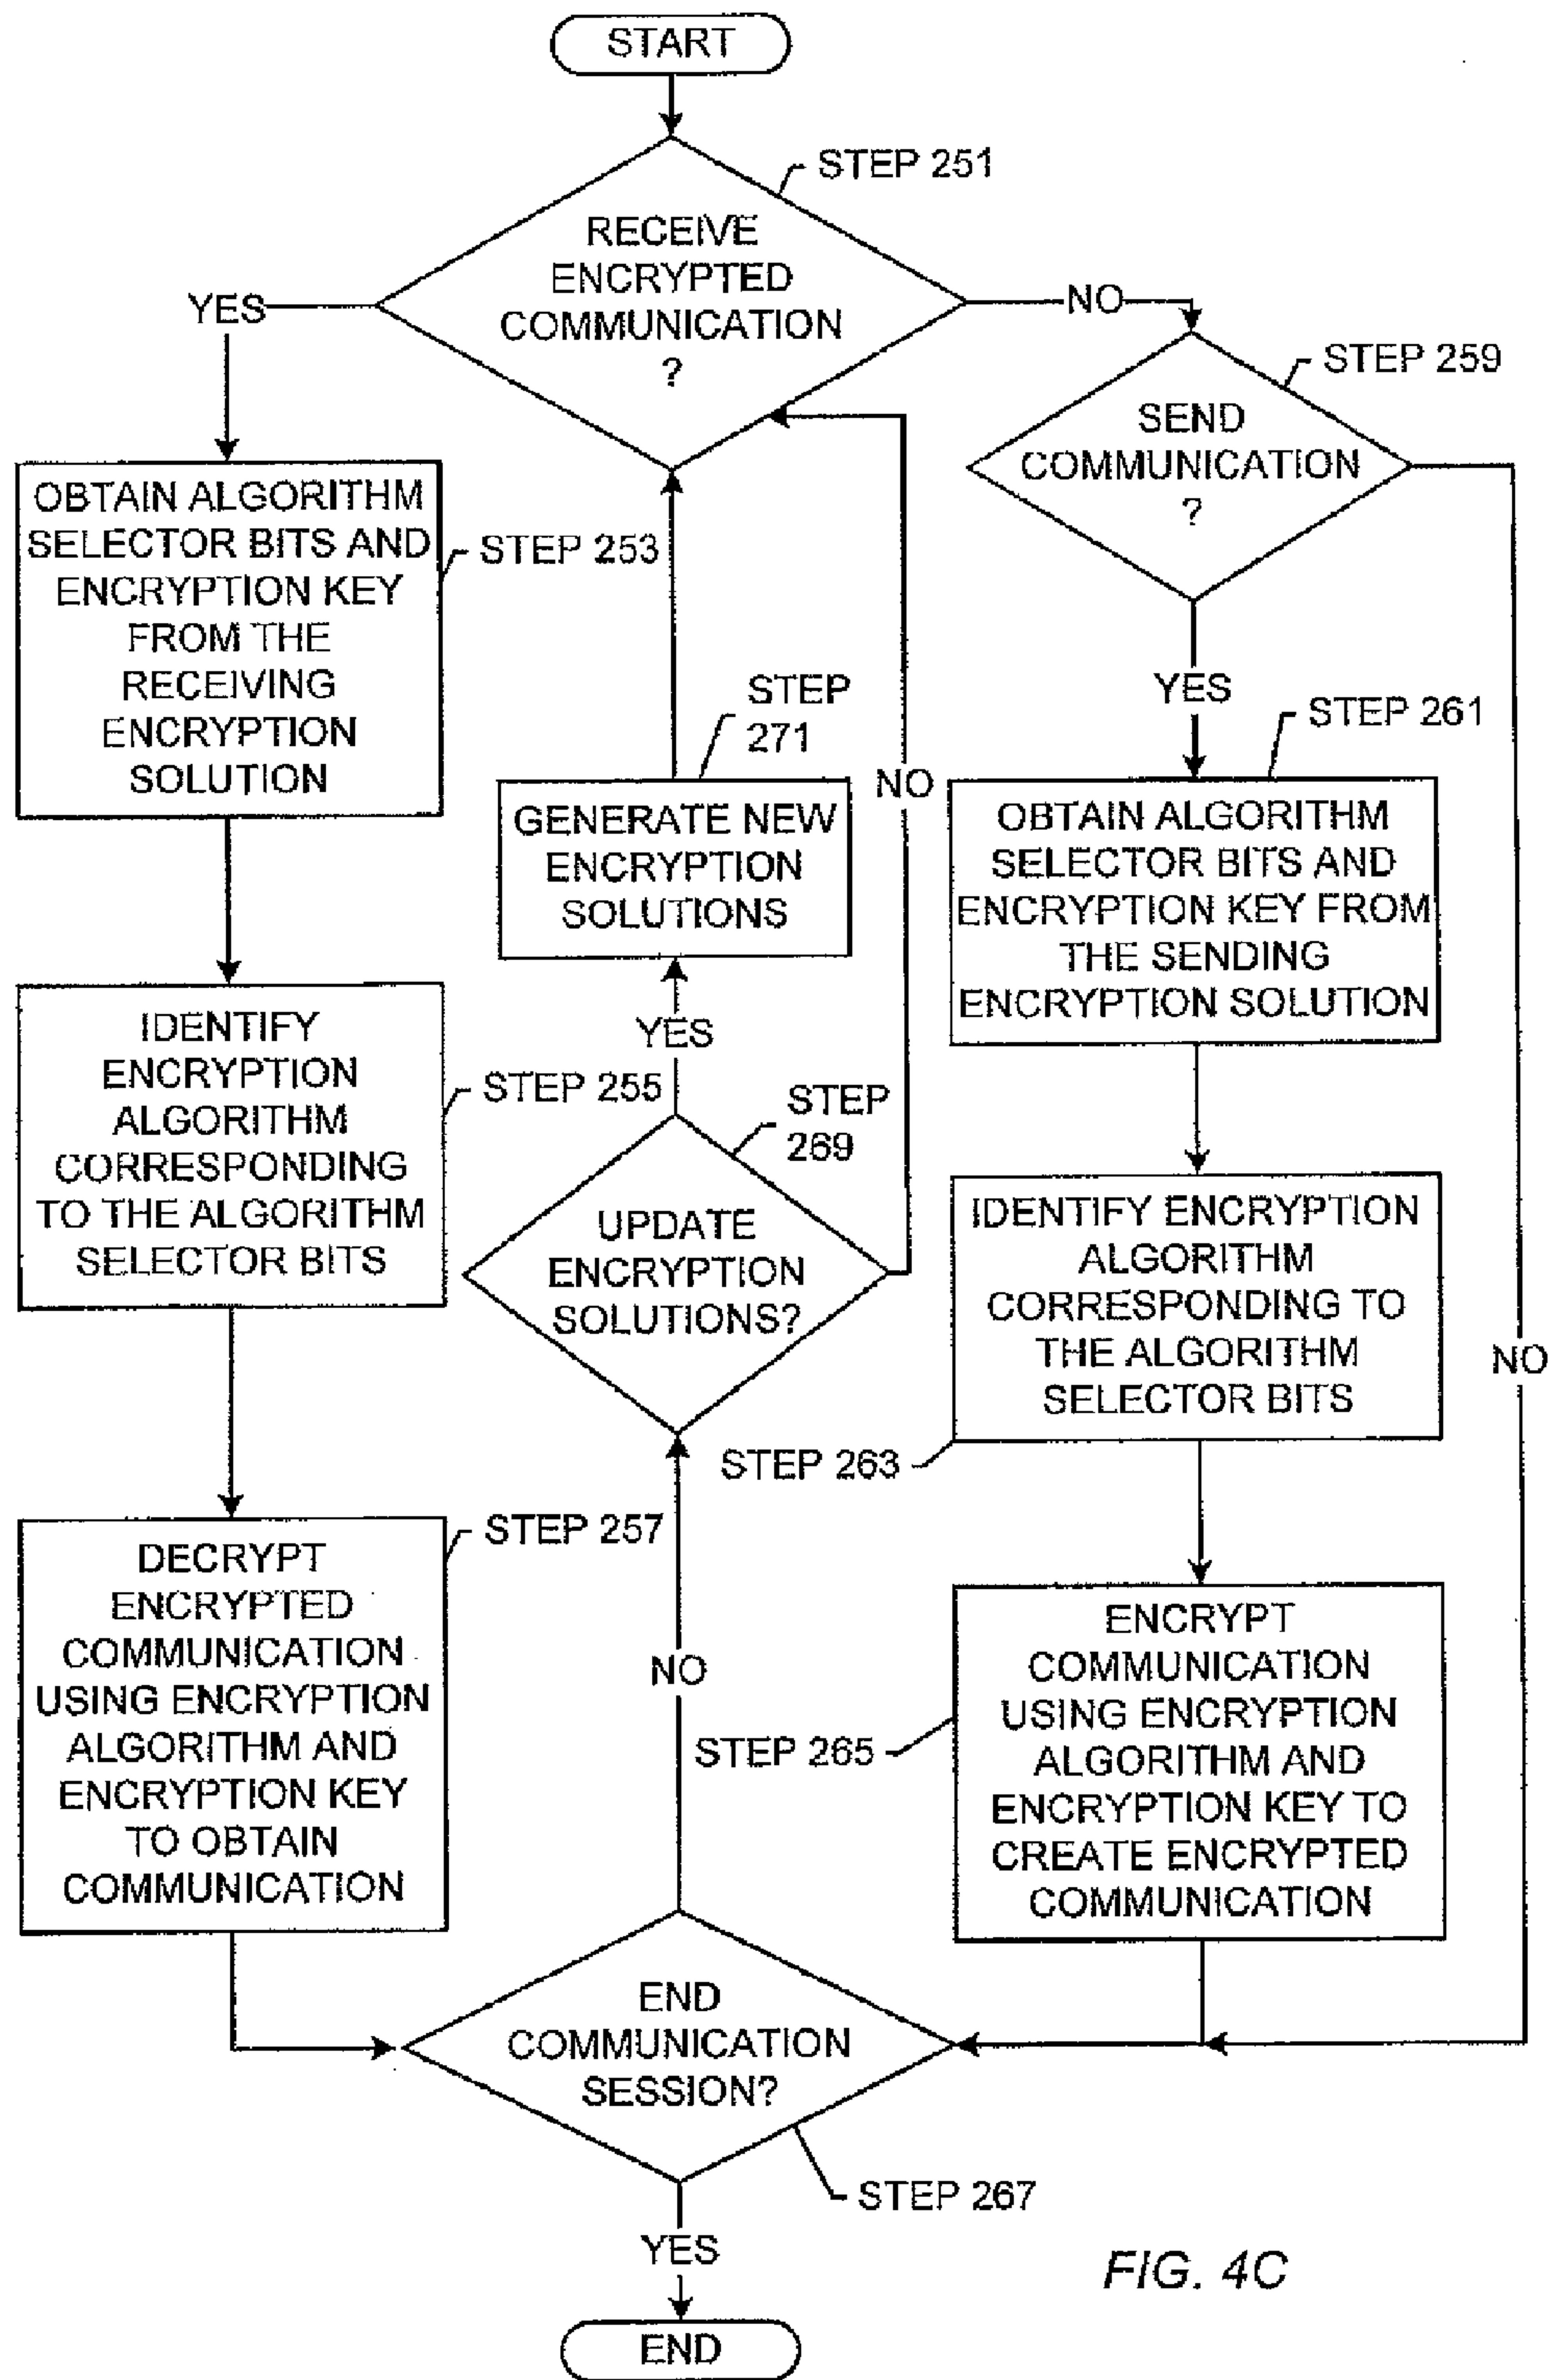 START
STEP 251
RECEIVE
ENCRYPTED
COMMUNICATION
?
YES
NO
STEP 259
SEND
COMMUNICATION
?
OBTAIN ALGORITHM
SELECTOR BITS AND
ENCRYPTION KEY
FROM THE
RECEIVING
ENCRYPTION
SOLUTION
STEP 253
YES
STEP 261
STEP
271
NO
GENERATE NEW
ENCRYPTION
SOLUTIONS
OBTAIN ALGORITHM
SELECTOR BITS AND
ENCRYPTION KEY FROM
THE SENDING
ENCRYPTION SOLUTION
IDENTIFY
ENCRYPTION
ALGORITHM
CORRESPONDING
TO THE ALGORITHM
SELECTOR BITS
STEP 255
YES
STEP
269
UPDATE
ENCRYPTION
SOLUTIONS?
IDENTIFY ENCRYPTION
ALGORITHM
CORRESPONDING TO
THE ALGORITHM
SELECTOR BITS
NO
STEP 263
DECRYPT
ENCRYPTED
COMMUNICATION
USING ENCRYPTION
ALGORITHM AND
ENCRYPTION KEY
TO OBTAIN
COMMUNICATION
STEP 257
NO
STEP 265
ENCRYPT
COMMUNICATION
USING ENCRYPTION
ALGORITHM AND
ENCRYPTION KEY TO
CREATE ENCRYPTED
COMMUNICATION
END
COMMUNICATION
SESSION?
STEP 267
YES
FIG. 4C
END